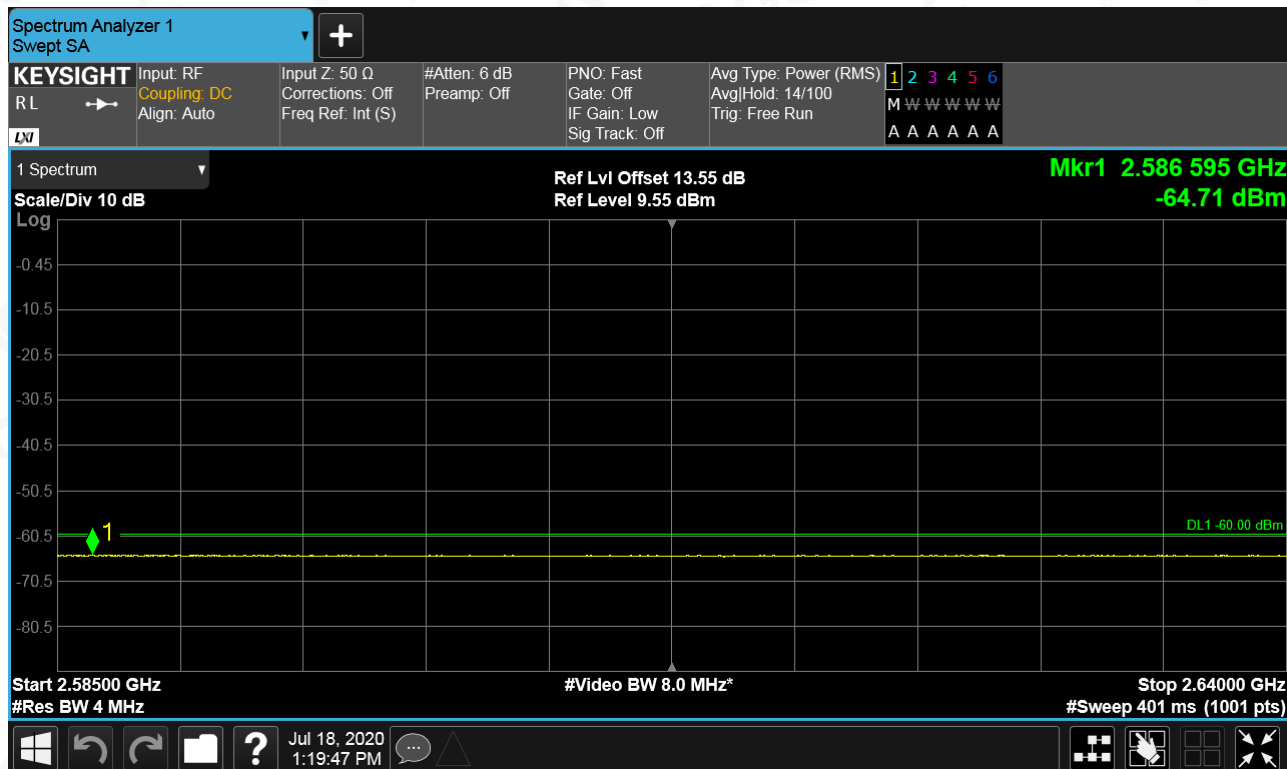 Spectrum Analyzer 1
Swept SA
+
KEYSIGHT
R L
LXI
Input: RF
Coupling: DC
Align: Auto
Input Z: 50 Ω
Corrections: Off
Freq Ref: Int (S)
#Atten: 6 dB
Preamp: Off
PNO: Fast
Gate: Off
IF Gain: Low
Sig Track: Off
Avg Type: Power (RMS)
Avg|Hold: 14/100
Trig: Free Run
1 2 3 4 5 6
M W W W W W
A A A A A A
1 Spectrum
Scale/Div 10 dB
Log
Ref Lvl Offset 13.55 dB
Ref Level 9.55 dBm
Mkr1 2.586 595 GHz
-64.71 dBm
-0.45
-10.5
-20.5
-30.5
-40.5
-50.5
-60.5
-70.5
-80.5
1
DL1 -60.00 dBm
Start 2.58500 GHz
#Res BW 4 MHz
#Video BW 8.0 MHz*
Stop 2.64000 GHz
#Sweep 401 ms (1001 pts)
?
Jul 18, 2020
1:19:47 PM